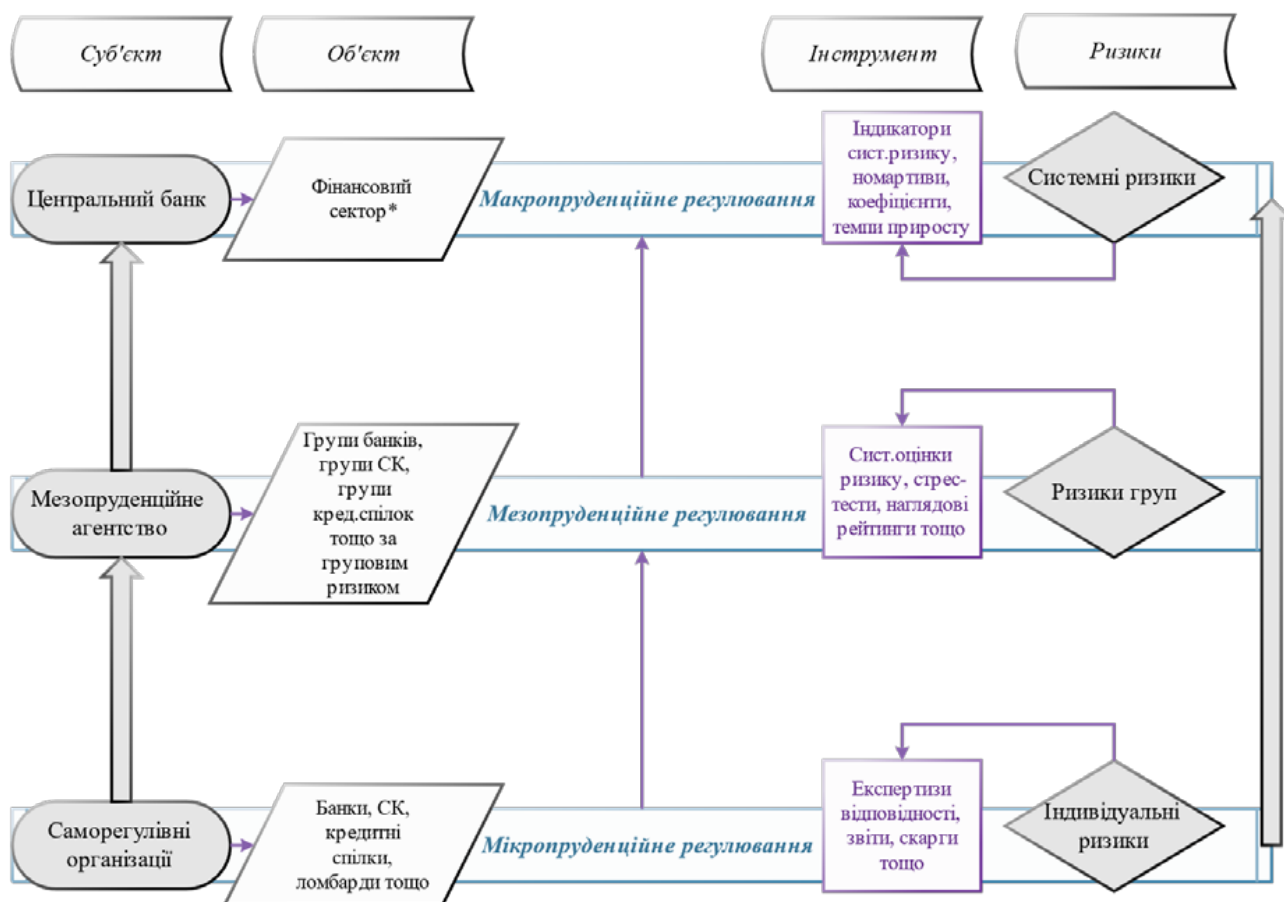 Суб'єкт
Об'єкт
Інструмент
Ризики
Центральний банк
Фінансовий
сектор*
Макропруденційне регулювання
Індикатори
сист.ризику,
номартиви,
коефіцієнти,
темпи приросту
Системні ризики
Мезопруденційне
агентство
Групи банків,
групи СК,
групи
кред.спілок
тощо за
груповим
ризиком
Мезопруденційне регулювання
Сист.оцінки
ризику, стрес-
тести, наглядові
рейтинги тощо
Ризики груп
Саморегулівні
організації
Банки, СК,
кредитні
спілки,
ломбарди тощо
Мікропруденційне регулювання
Експертизи
відповідності,
звіти, скарги
тощо
Індивідуальні
ризики